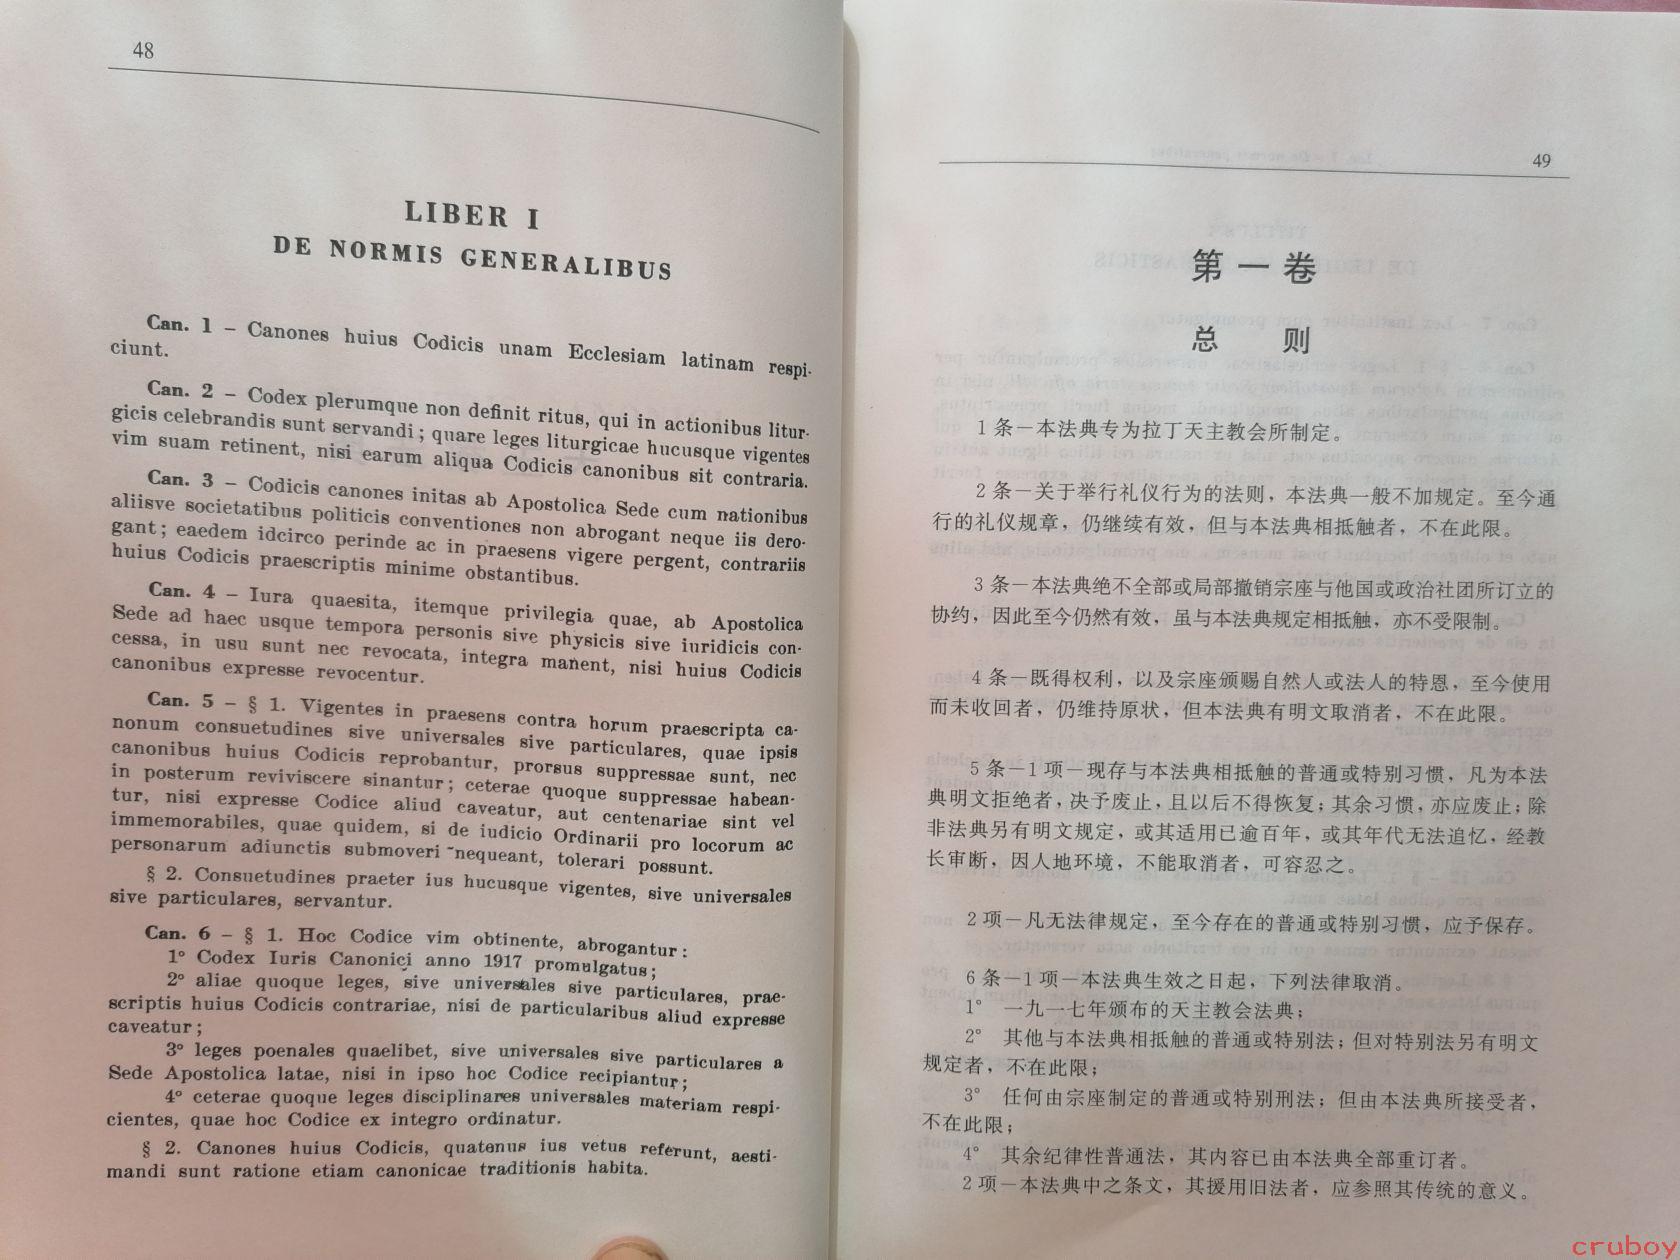 48
LIBER I
DE NORMIS GENERALIBUS
Can. 1 – Canones huius Codicis unam Ecclesiam latinam respi-
ciunt.
Can. 2 – Codex plerumque non definit ritus, qui in actionibus litur-
gicis celebrandis sunt servandi; quare leges liturgicae hucusque vigentes
vim suam retinent, nisi earum aliqua Codicis canonibus sit contraria.
Can. 3 – Codicis canones initas ab Apostolica Sede cum nationibus
aliisve societatibus politicis conventiones non abrogant neque iis dero-
gant; eaedem idcirco perinde ac in praesens vigere pergent, contrariis
huius Codicis praescriptis minime obstantibus.
Can. 4 – Iura quaesita, itemque privilegia quae, ab Apostolica
Sede ad haec usque tempora personis sive physicis sive iuridicis con-
cessa, in usu sunt nec revocata, integra manent, nisi huius Codicis
canonibus expresse revocentur.
Can. 5 – § 1. Vigentes in praesens contra horum praescripta ca-
nonum consuetudines sive universales sive particulares, quae ipsis
canonibus huius Codicis reprobantur, prorsus suppressae sunt, nec
in posterum reviviscere sinantur; ceterae quoque suppressae habean-
tur, nisi expresse Codice aliud caveatur, aut centenariae sint vel
immemorabiles, quae quidem, si de iudicio Ordinarii pro locorum ac
personarum adiunctis submoveri nequeant, tolerari possunt.
§ 2. Consuetudines praeter ius hucusque vigentes, sive universales
sive particulares, servantur.
Can. 6 – § 1. Hoc Codice vim obtinente, abrogantur:
1° Codex Iuris Canonici anno 1917 promulgatus;
2° aliae quoque leges, sive universales sive particulares, prae-
scriptis huius Codicis contrariae, nisi de particularibus aliud expresse
caveatur;
3° leges poenales quaelibet, sive universales sive particulares a
Sede Apostolica latae, nisi in ipso hoc Codice recipiantur;
4° ceterae quoque leges disciplinares universales materiam respi-
cientes, quae hoc Codice ex integro ordinatur.
§ 2. Canones huius Codicis, quatenus ius vetus referunt, aesti-
mandi sunt ratione etiam canonicae traditionis habita.
49
第一卷
总 则
1条－本法典专为拉丁天主教会所制定。
2条－关于举行礼仪行为的法则，本法典一般不加规定。至今通
行的礼仪规章，仍继续有效，但与本法典相抵触者，不在此限。
3条－本法典绝不全部或局部撤销宗座与他国或政治社团所订立的
协约，因此至今仍然有效，虽与本法典规定相抵触，亦不受限制。
4条－既得权利，以及宗座颁赐自然人或法人的特恩，至今使用
而未收回者，仍维持原状，但本法典有明文取消者，不在此限。
5条－1项－现存与本法典相抵触的普通或特别习惯，凡为本法
典明文拒绝者，决予废止，且以后不得恢复；其余习惯，亦应废止；除
非法典另有明文规定，或其适用已逾百年，或其年代无法追忆，经教
长审断，因人地环境，不能取消者，可容忍之。
2项－凡无法律规定，至今存在的普通或特别习惯，应予保存。
6条－1项－本法典生效之日起，下列法律取消。
1° 一九一七年颁布的天主教会法典；
2° 其他与本法典相抵触的普通或特别法；但对特别法另有明文
规定者，不在此限；
3° 任何由宗座制定的普通或特别刑法；但由本法典所接受者，
不在此限；
4° 其余纪律性普通法，其内容已由本法典全部重订者。
2项－本法典中之条文，其援用旧法者，应参照其传统的意义。
cruboy